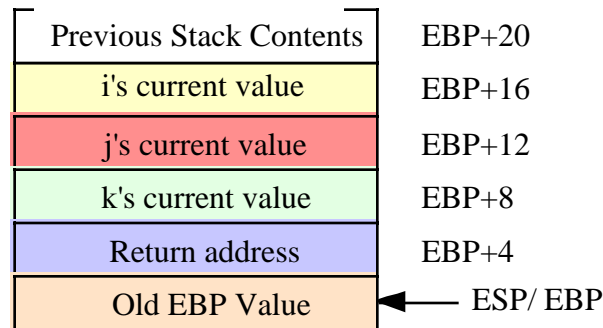 Previous Stack Contents EBP+20
i's current value EBP+16
j's current value EBP+12
k's current value EBP+8
Return address EBP+4
Old EBP Value ESP/ EBP